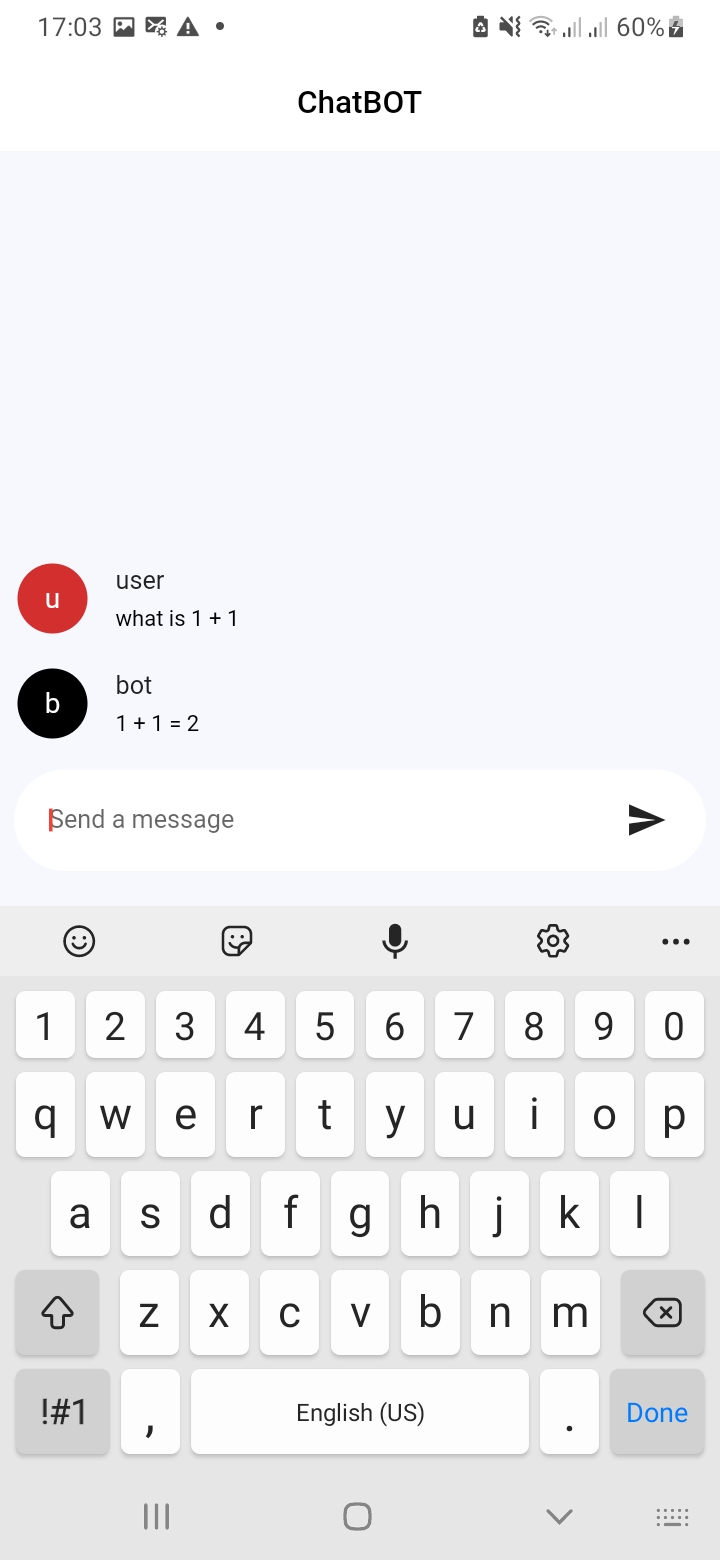 17:03 60%
ChatBOT
u user
what is 1 + 1
b bot
1 + 1 = 2
Send a message
1 2 3 4 5 6 7 8 9 0
q w e r t y u i o p
a s d f g h j k l
z x c v b n m
!#1 , English (US) . Done